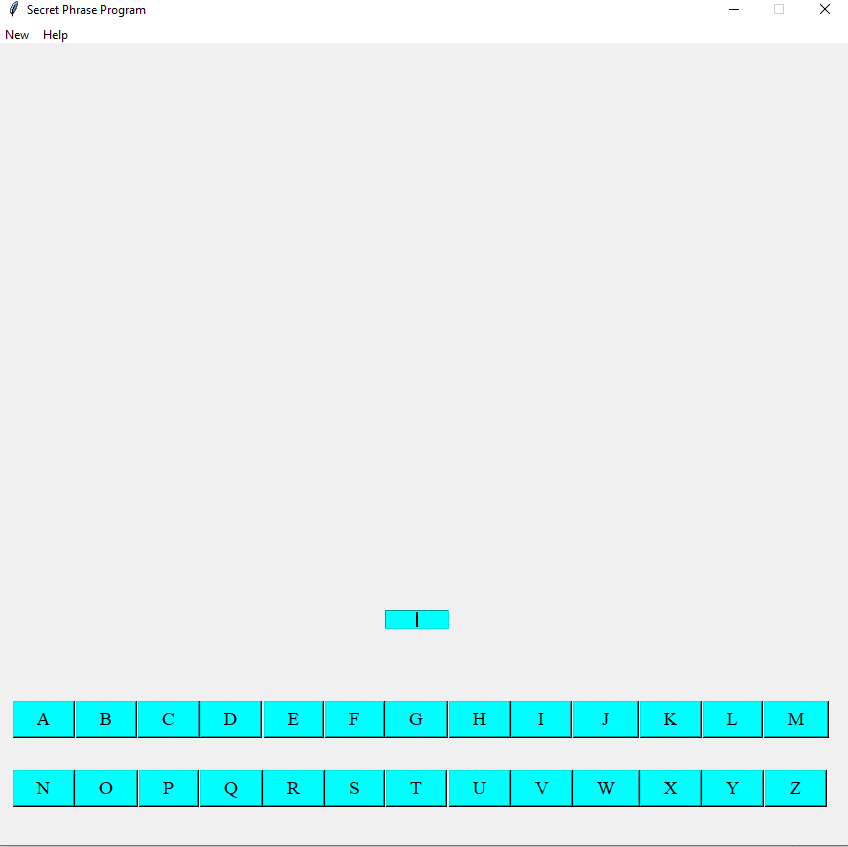 Secret Phrase Program
New Help
A B C D E F G H I J K L M
N O P Q R S T U V W X Y Z